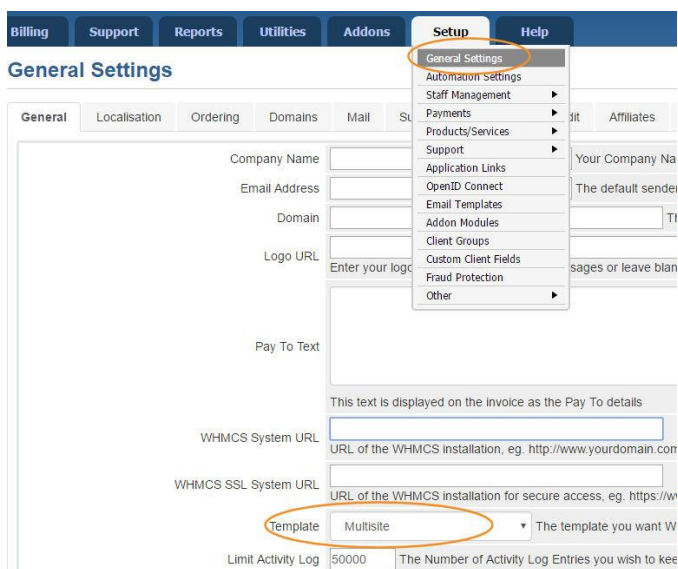 Billing Support Reports Utilities Addons Setup Help
General Settings
General Settings
Automation Settings
Staff Management
Payments
Products/Services
Support
Application Links
OpenID Connect
Email Templates
Addon Modules
Client Groups
Custom Client Fields
Fraud Protection
Other
General Localisation Ordering Domains Mail Affiliates
Company Name
Your Company
Email Address
The default sender
Domain
Logo URL
Enter your sages or leave
Pay To Text
This text is displayed on the invoice as the Pay To details
WHMCS System URL
URL of the WHMCS installation, eg. http://www.yourdomain.com
WHMCS SSL System URL
URL of the WHMCS installation for secure access, eg.
Template Multisite The template you want
Limit Activity Log 50000 The Number of Activity Log Entries you wish to